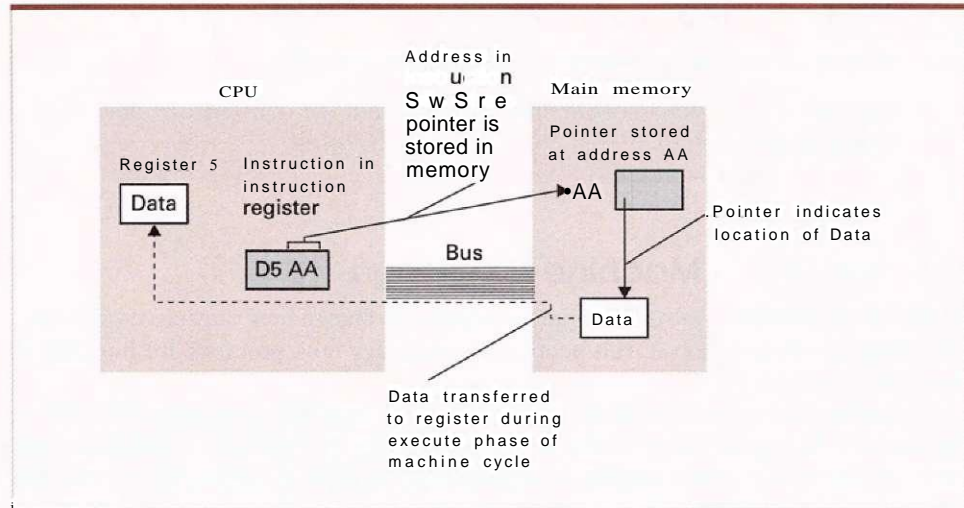 CPU
Register 5
Data
Instruction in
instruction
register
D5 AA
Address in
pointer is
stored in
memory
Bus
Main memory
Pointer stored
at address AA
AA
.Pointer indicates
location of Data
Data
Data transferred
to register during
execute phase of
machine cycle